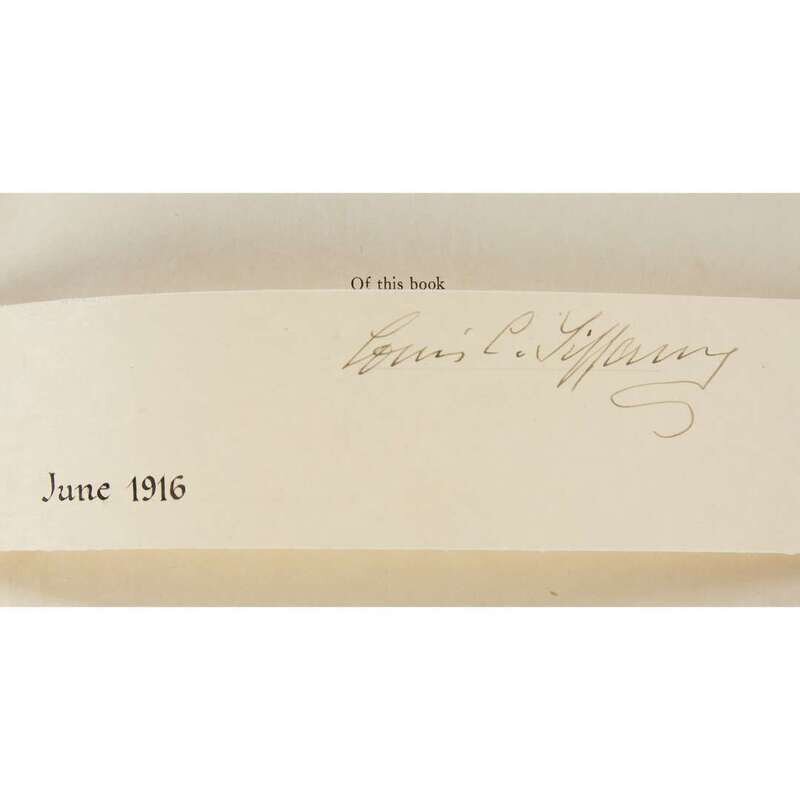 Of this book
Louis C. Tiffany
June 1916